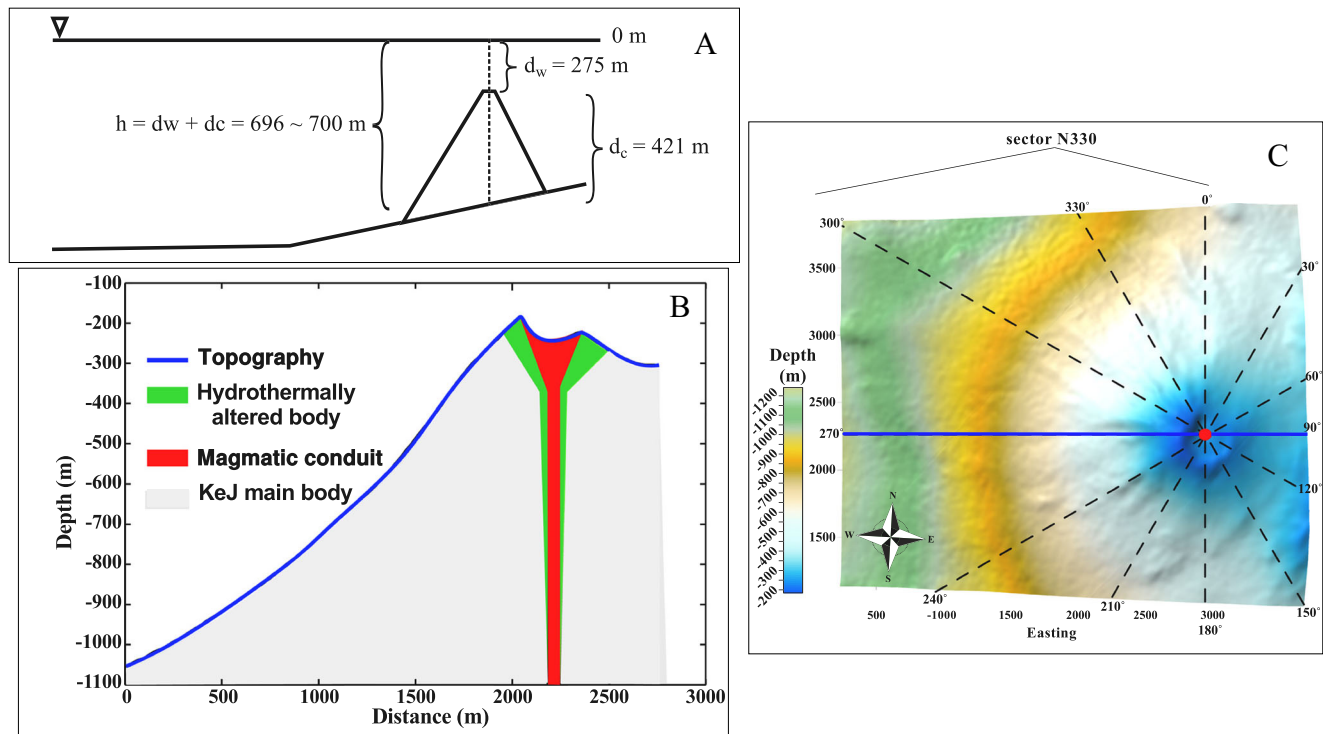 A
0 m
dw = 275 m
h = dw + dc = 696 ~ 700 m
dc = 421 m
B
-100
-200
-300
-400
-500
-600
-700
-800
-900
-1000
-1100
Depth (m)
Topography
Hydrothermally
altered body
Magmatic conduit
KeJ main body
0
500
1000
1500
2000
2500
3000
Distance (m)
C
sector N330
0°
330°
300°
30°
60°
90°
120°
150°
180°
210°
240°
270°
3500
3000
2500
2000
1500
Depth
(m)
-1200
-1100
-1000
-900
-800
-700
-600
-500
-400
-300
-200
N
W
E
S
500
-1000
1500
2000
2500
3000
Easting